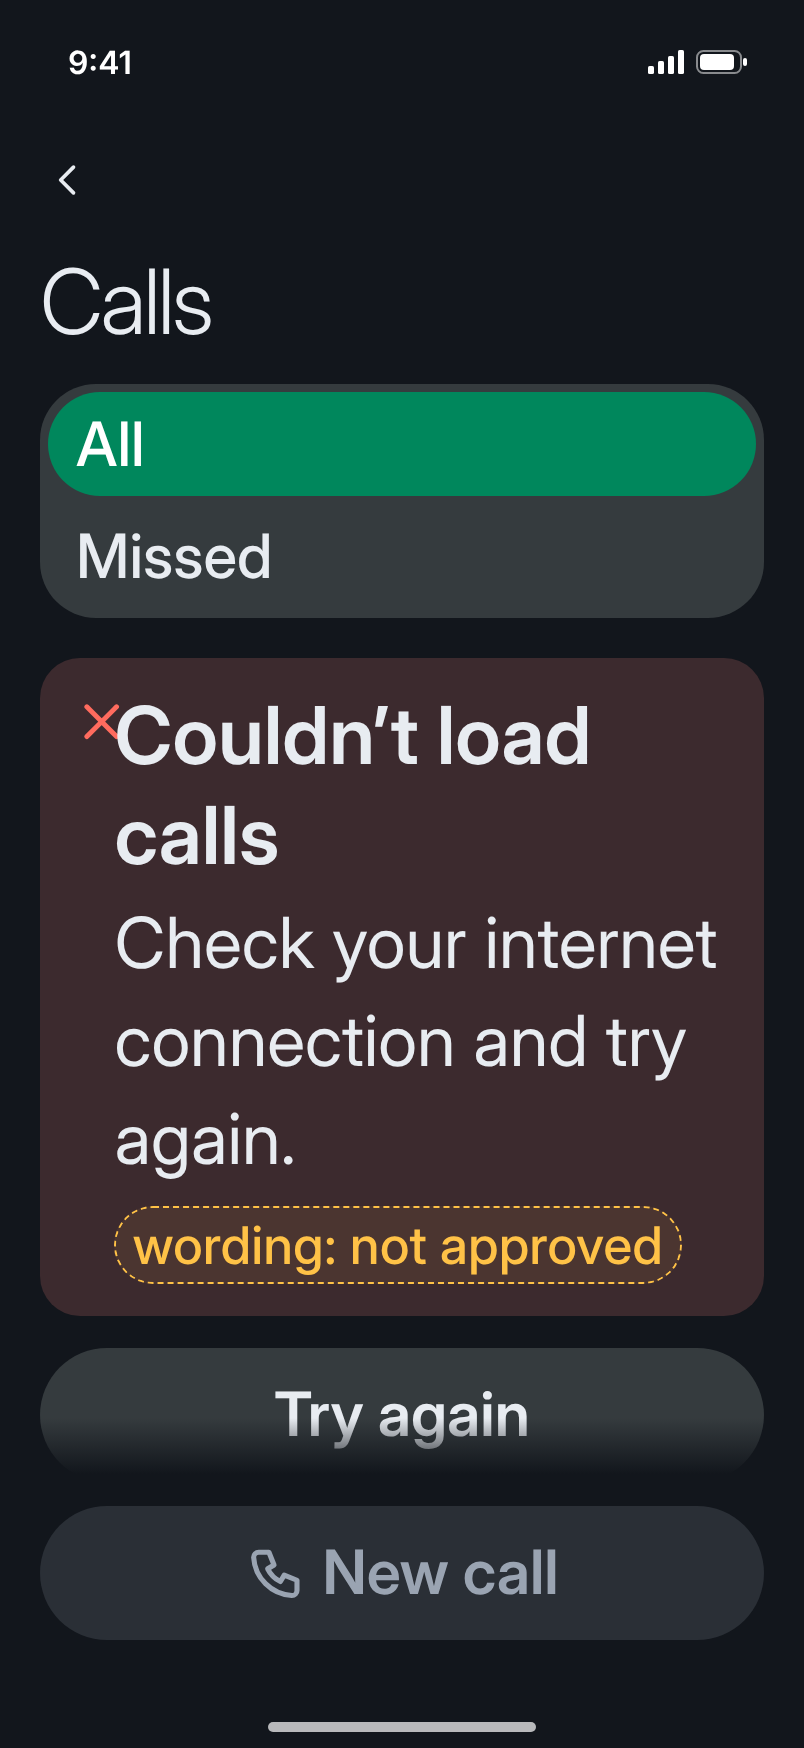 9:41
Calls
All
Missed
Couldn’t load
calls
Check your internet
connection and try
again.
wording: not approved
Try again
New call